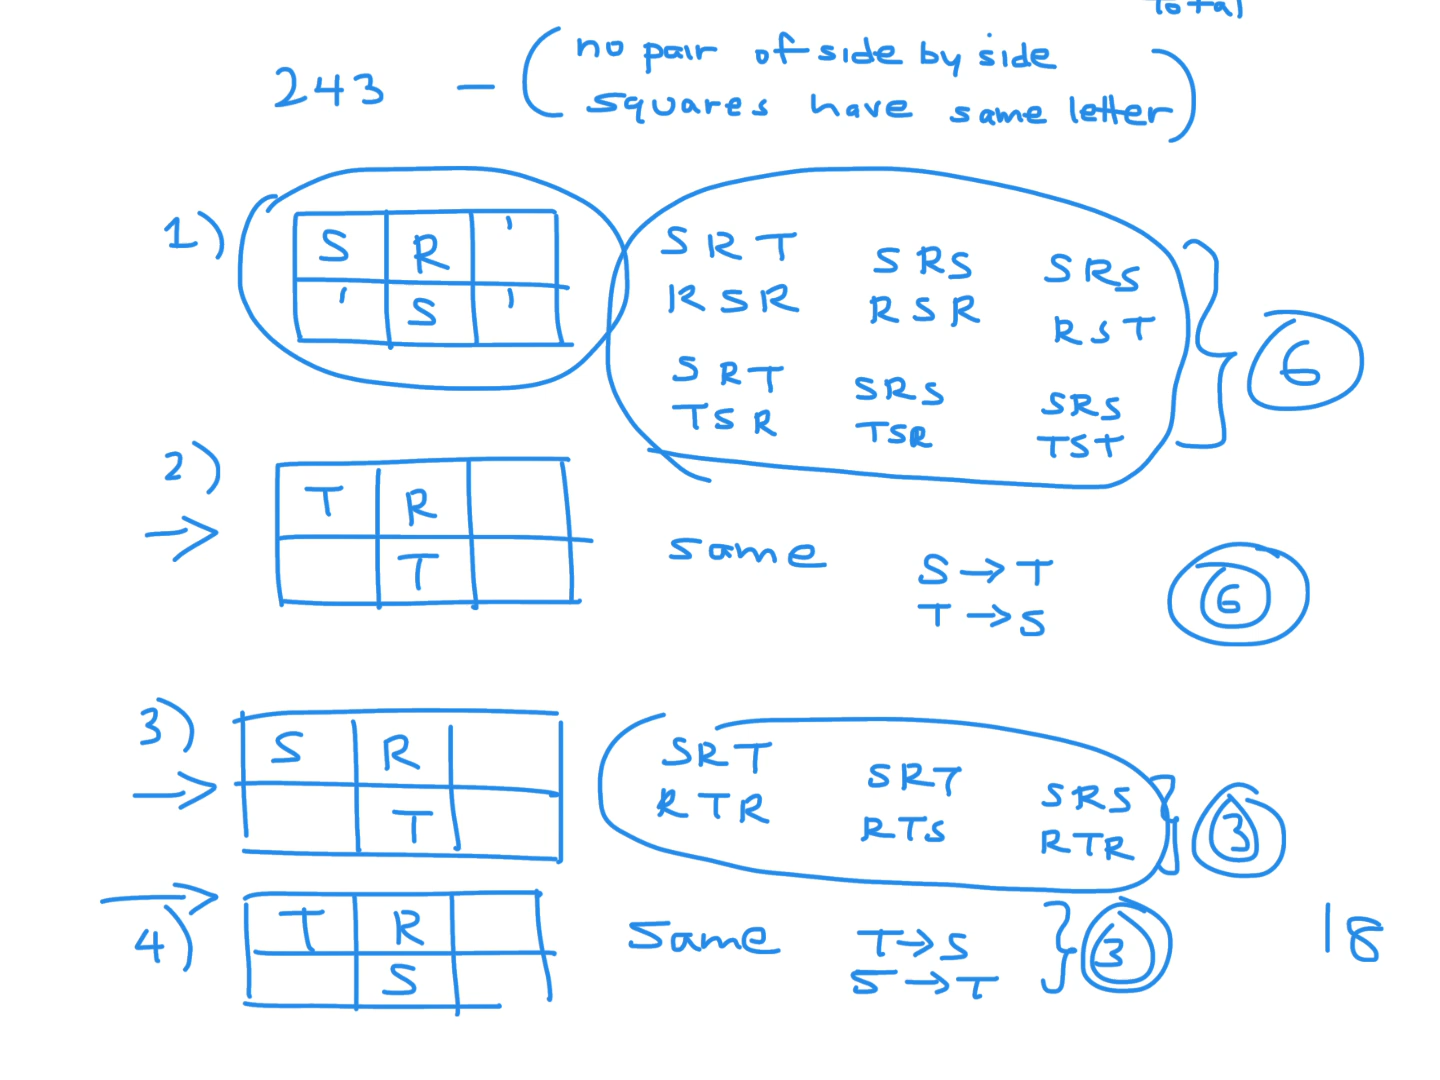 total
243 - ( no pair of side by side
squares have same letter )
1)
S R '
' S '
SRT SRS SRS
RSR RSR RST
SRT SRS SRS
TSR TSR TST
6
2)
→
T R
T
same
S → T
T → S
6
3)
→
S R
T
SRT SRT SRS
RTR RTS RTR
3
→
4)
T R
S
same
T → S
S → T
3
18